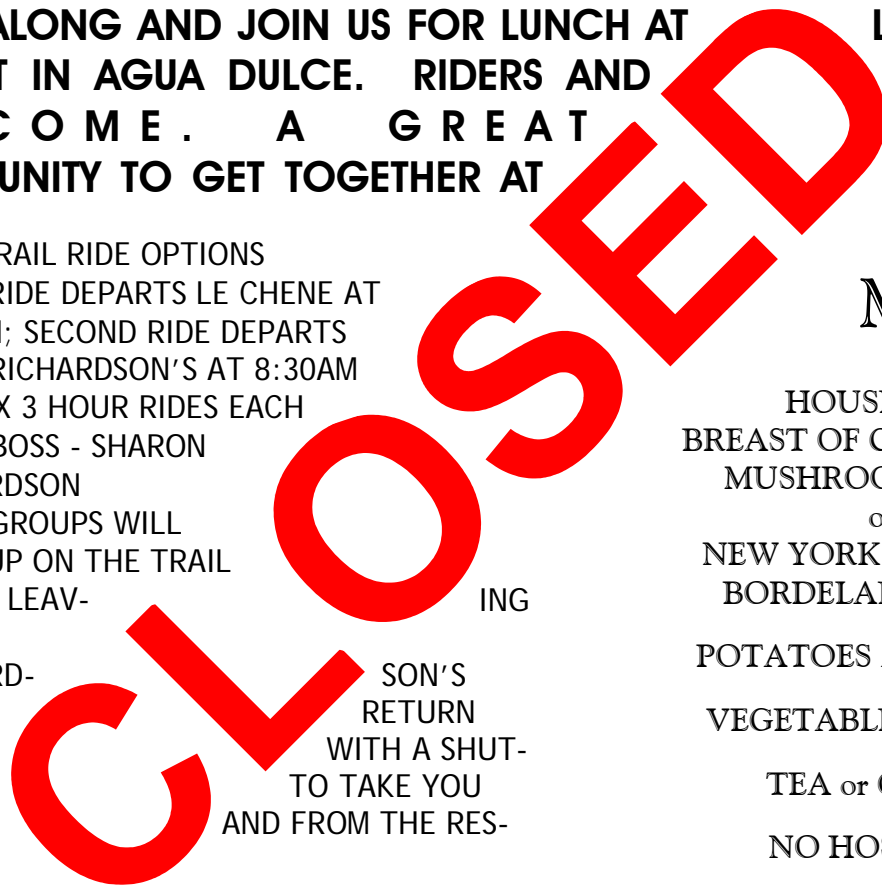 ALONG AND JOIN US FOR LUNCH AT
IN AGUA DULCE. RIDERS AND
COME. A GREAT
UNITY TO GET TOGETHER AT
RAIL RIDE OPTIONS
RIDE DEPARTS LE CHENE AT
; SECOND RIDE DEPARTS
RICHARDSON'S AT 8:30AM
X 3 HOUR RIDES EACH
BOSS - SHARON
RDSON
GROUPS WILL
UP ON THE TRAIL
LEAV- ING
RD- SON'S
RETURN
WITH A SHUT-
TO TAKE YOU
AND FROM THE RES-
CLOSED
L
M
HOUS
BREAST OF C
MUSHROO
o
NEW YORK
BORDELA
POTATOES
VEGETABL
TEA or
NO HO